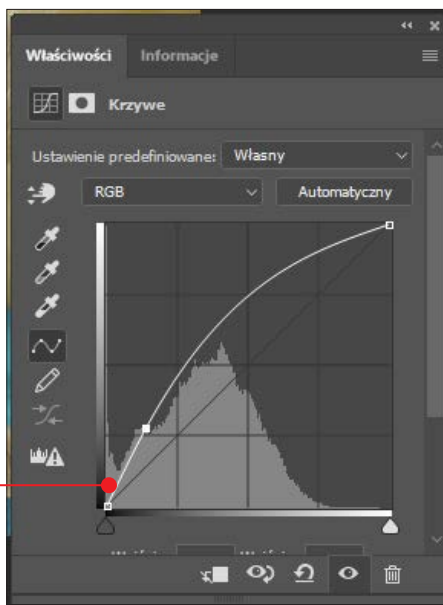 Właściwości Informacje
Krzywe
Ustawienie predefiniowane: Własny
RGB Automatyczny